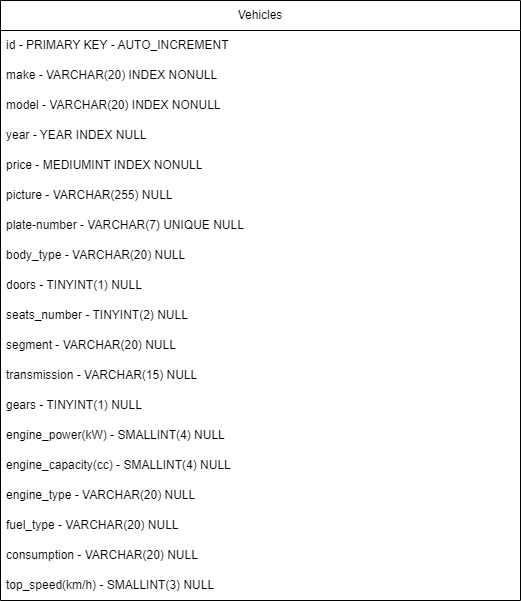 Vehicles
id - PRIMARY KEY - AUTO_INCREMENT
make - VARCHAR(20) INDEX NONULL
model - VARCHAR(20) INDEX NONULL
year - YEAR INDEX NULL
price - MEDIUMINT INDEX NONULL
picture - VARCHAR(255) NULL
plate-number - VARCHAR(7) UNIQUE NULL
body_type - VARCHAR(20) NULL
doors - TINYINT(1) NULL
seats_number - TINYINT(2) NULL
segment - VARCHAR(20) NULL
transmission - VARCHAR(15) NULL
gears - TINYINT(1) NULL
engine_power(kW) - SMALLINT(4) NULL
engine_capacity(cc) - SMALLINT(4) NULL
engine_type - VARCHAR(20) NULL
fuel_type - VARCHAR(20) NULL
consumption - VARCHAR(20) NULL
top_speed(km/h) - SMALLINT(3) NULL